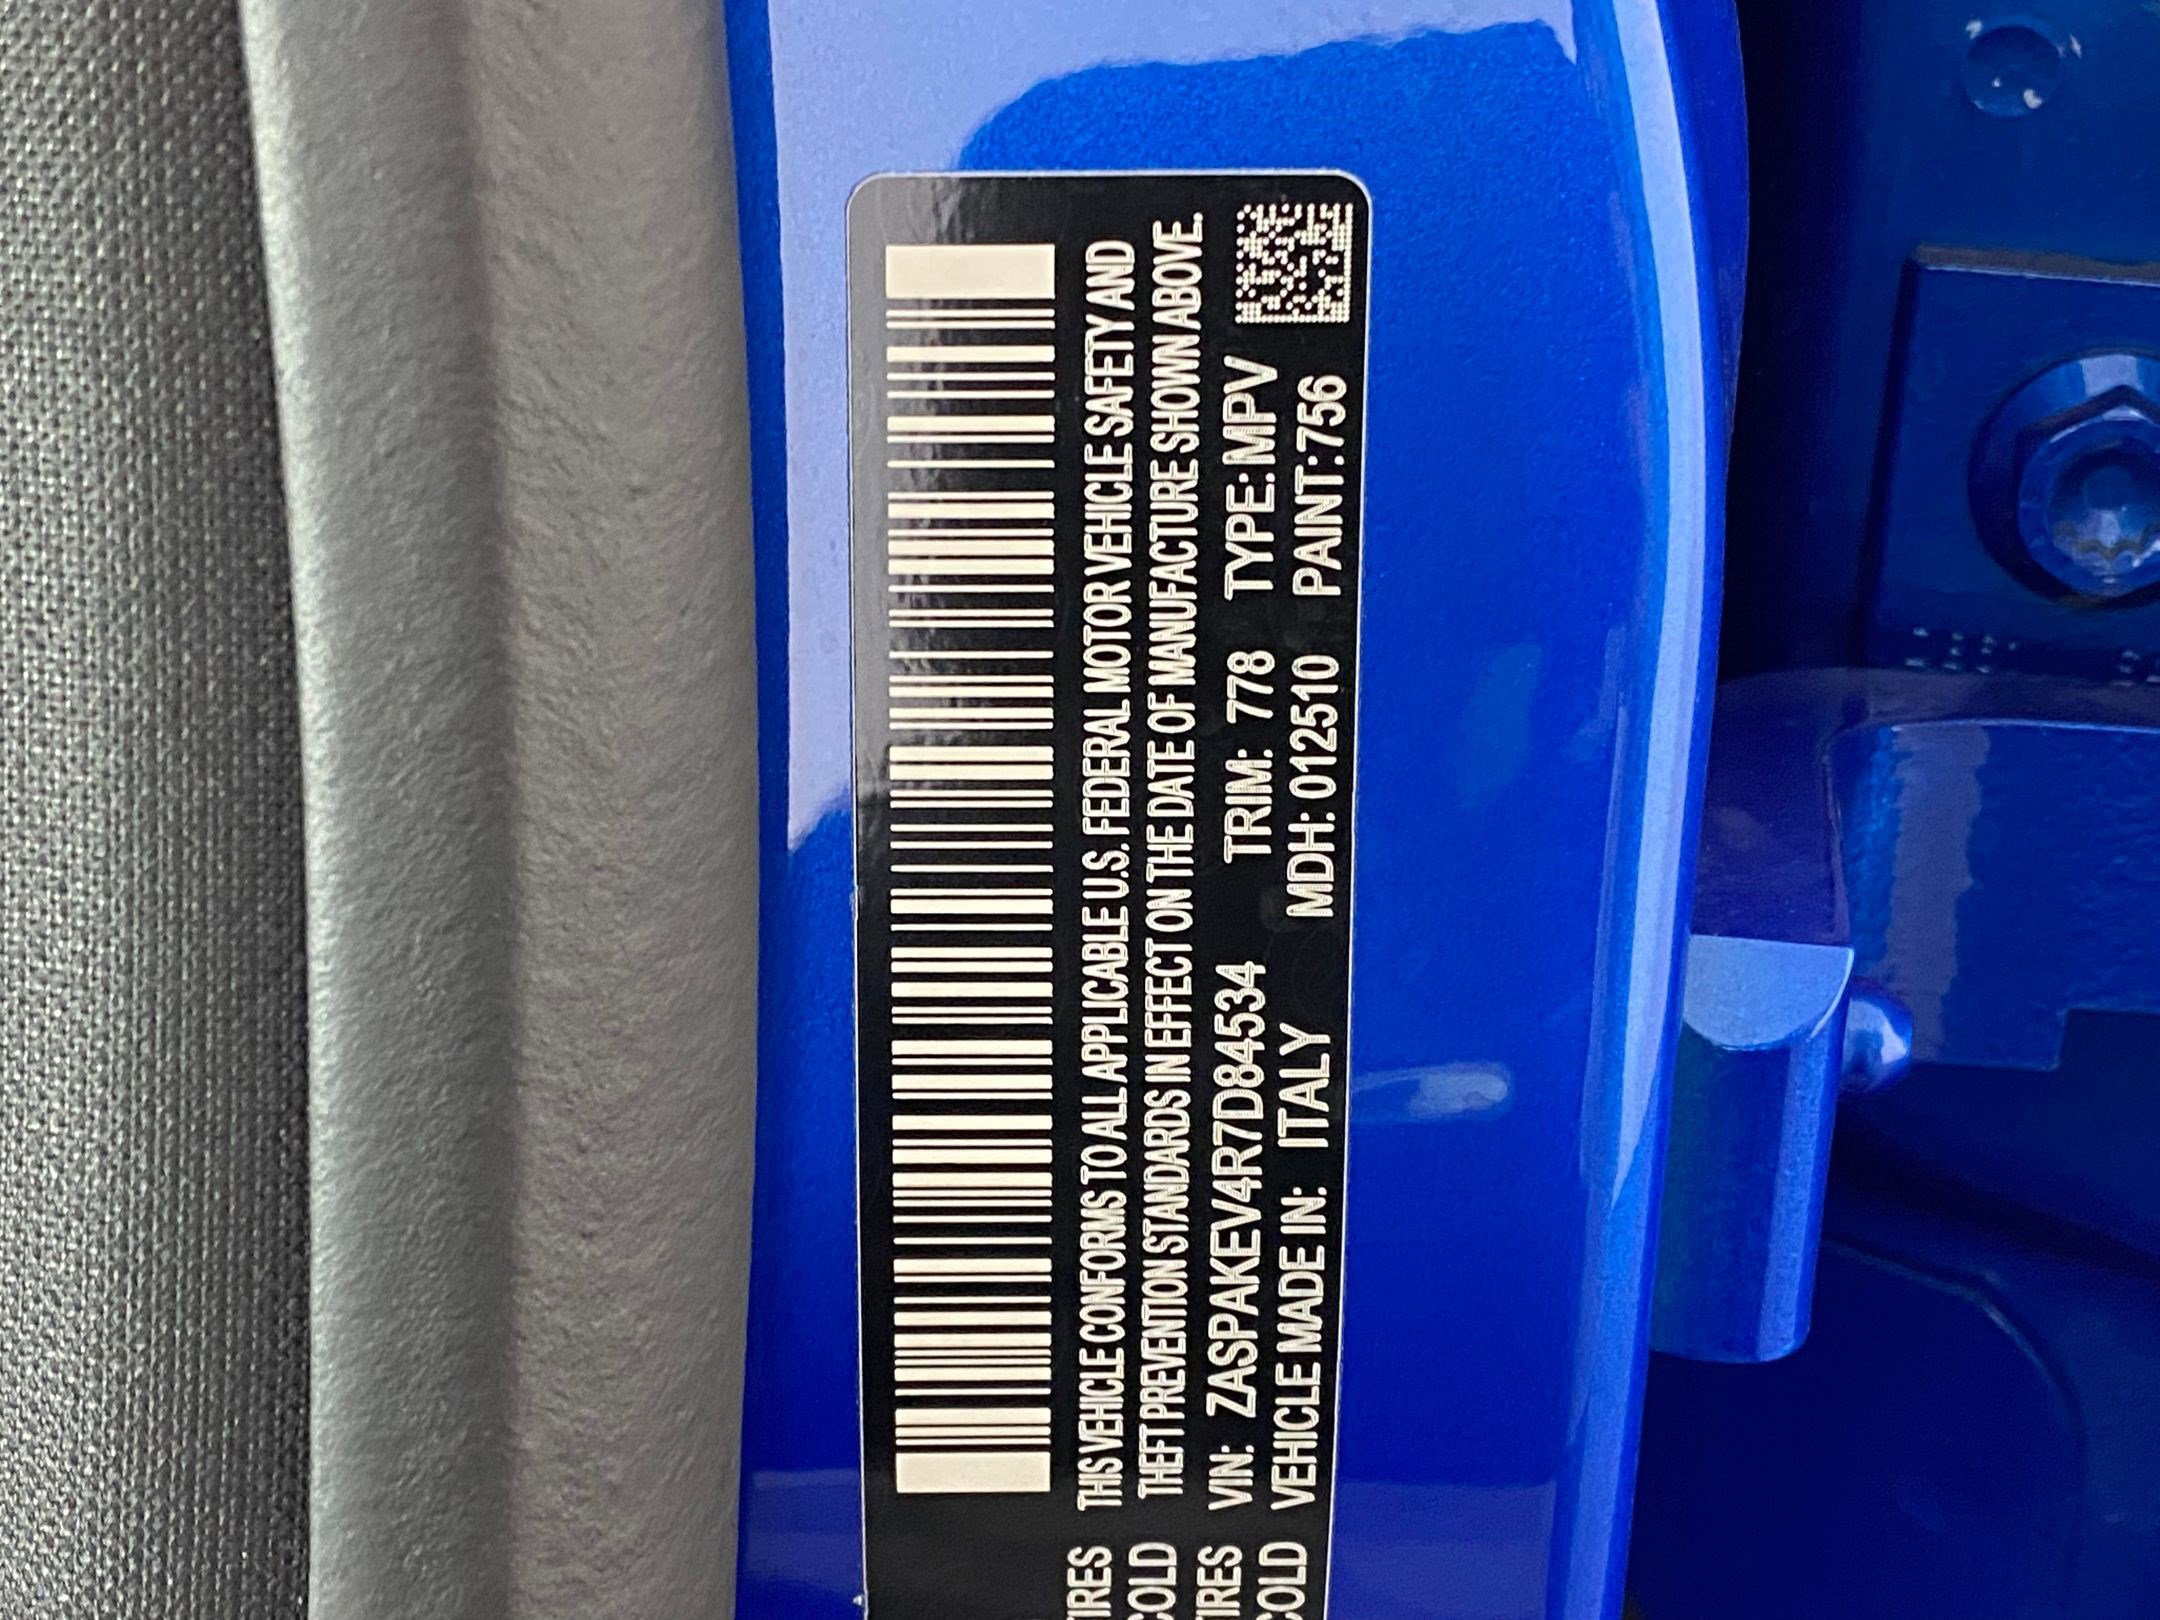 THIS VEHICLE CONFORMS TO ALL APPLICABLE U.S. FEDERAL MOTOR VEHICLE SAFETY AND
THEFT PREVENTION STANDARDS IN EFFECT ON THE DATE OF MANUFACTURE SHOWN ABOVE.
VIN: ZASPAKEV4R7D84534 TRIM: 778 TYPE: MPV
VEHICLE MADE IN: ITALY MDH: 012510 PAINT: 756
TIRES
COLD
TIRES
COLD